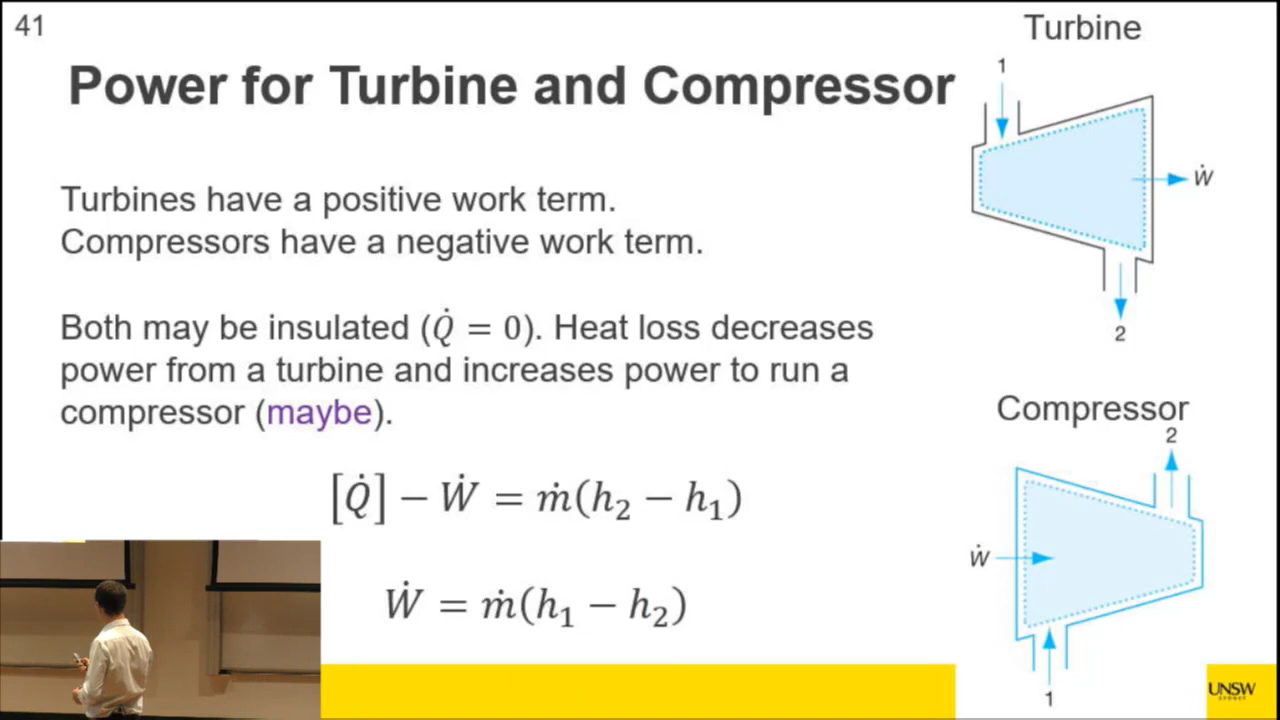 41
Power for Turbine and Compressor
Turbines have a positive work term.
Compressors have a negative work term.
Both may be insulated (Q̇ = 0). Heat loss decreases
power from a turbine and increases power to run a
compressor (maybe).
[Q̇] − Ẇ = ṁ(h₂ − h₁)
Ẇ = ṁ(h₁ − h₂)
Turbine
1
Ẇ
2
Compressor
2
Ẇ
1
UNSW
SYDNEY